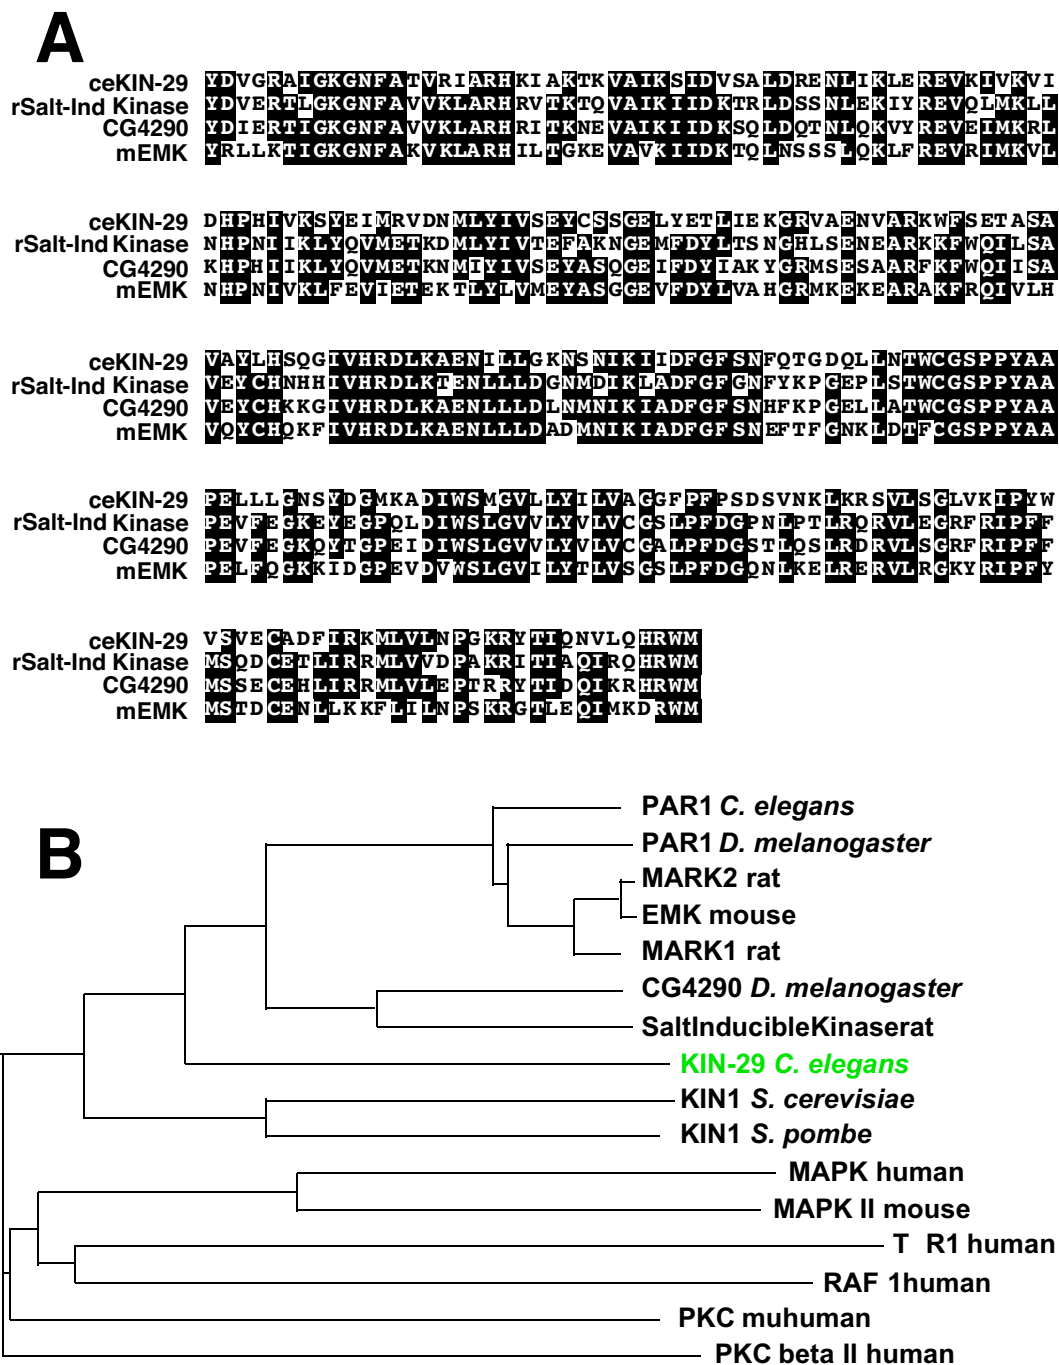 A
ceKIN-29 YDVGRAIGKGNFATVRIARHKIAKTKVAIKSIDVSALDRENLIKLEREVKIVKVI
rSalt-Ind Kinase YDVERTLGKGNFAVVKLARHRVTKTQVAIKIIDKTRLDSSNLEKIYREVQLMKLL
CG4290 YDIERTIGKGNFAVVKLARHRITKNEVAIKIIDKSQLDQTNLQKVYREVEIMKRL
mEMK YRLLKTIGKGNFAKVKLARHILTGKEVAVKIIDKTQLNSSSLQKLFREVRIMKVL
ceKIN-29 DHPHIVKSYEIMRVDNMLYIVSEYCSSGELYETLIEKGRVAENVARKWFSETASA
rSalt-Ind Kinase NHPNIIKLYQVMETKDMLYIVTEFAKNGEMFDYLTSNGHLSENEARKKFWQILSA
CG4290 KHPHIIKLYQVMETKNMIYIVSEYASQGEIFDYIAKYGRMSESAARFKFWQIISA
mEMK NHPNIVKLFEVIETEKTLYLVMEYASGGEVFDYLVAHGRMKEKEARAKFRQIVLH
ceKIN-29 VAYLHSQGIVHRDLKAENILLGKNSNIKIIDFGFSNFQTGDQLLNTWCGSPPYAA
rSalt-Ind Kinase VEYCHNHHIVHRDLKTENLLLDGNMDIKLADFGFGNFYKPGEPLSTWCGSPPYAA
CG4290 VEYCHKKGIVHRDLKAENLLLDLNMNIKIADFGFSNHFKPGELLATWCGSPPYAA
mEMK VQYCHQKFIVHRDLKAENLLLDADMNIKIADFGFSNEFTFGNKLDTFCGSPPYAA
ceKIN-29 PELLLGNSYDGMKADIWSMGVLLYILVAGGFPFPSDSVNKLKRSVLSGLVKIPYW
rSalt-Ind Kinase PEVFEGKEYEGPQLDIWSLGVVLYVLVCGSLPFDGPNLPTLRQRVLEGRFRIPFF
CG4290 PEVFEGKQYTGPEIDIWSLGVVLYVLVCGALPFDGSTLQSLRDRVLSGRFRIPFF
mEMK PELFQGKKIDGPEVDVWSLGVILYTLVSGSLPFDGQNLKELRERVLRGKYRIPFY
ceKIN-29 VSVECADFIRKMLVLNPGKRYTIQNVLQHRWM
rSalt-Ind Kinase MSQDCETLIRRMLVVDPAKRITIAQIRQHRWM
CG4290 MSSECEHLIRRMLVLEPTRRYTIDQIKRHRWM
mEMK MSTDCENLLKKFLILNPSKRGTLEQIMKDRWM
B
PAR1 C. elegans
PAR1 D. melanogaster
MARK2 rat
EMK mouse
MARK1 rat
CG4290 D. melanogaster
SaltInducibleKinaserat
KIN-29 C. elegans
KIN1 S. cerevisiae
KIN1 S. pombe
MAPK human
MAPK II mouse
T R1 human
RAF 1human
PKC muhuman
PKC beta II human